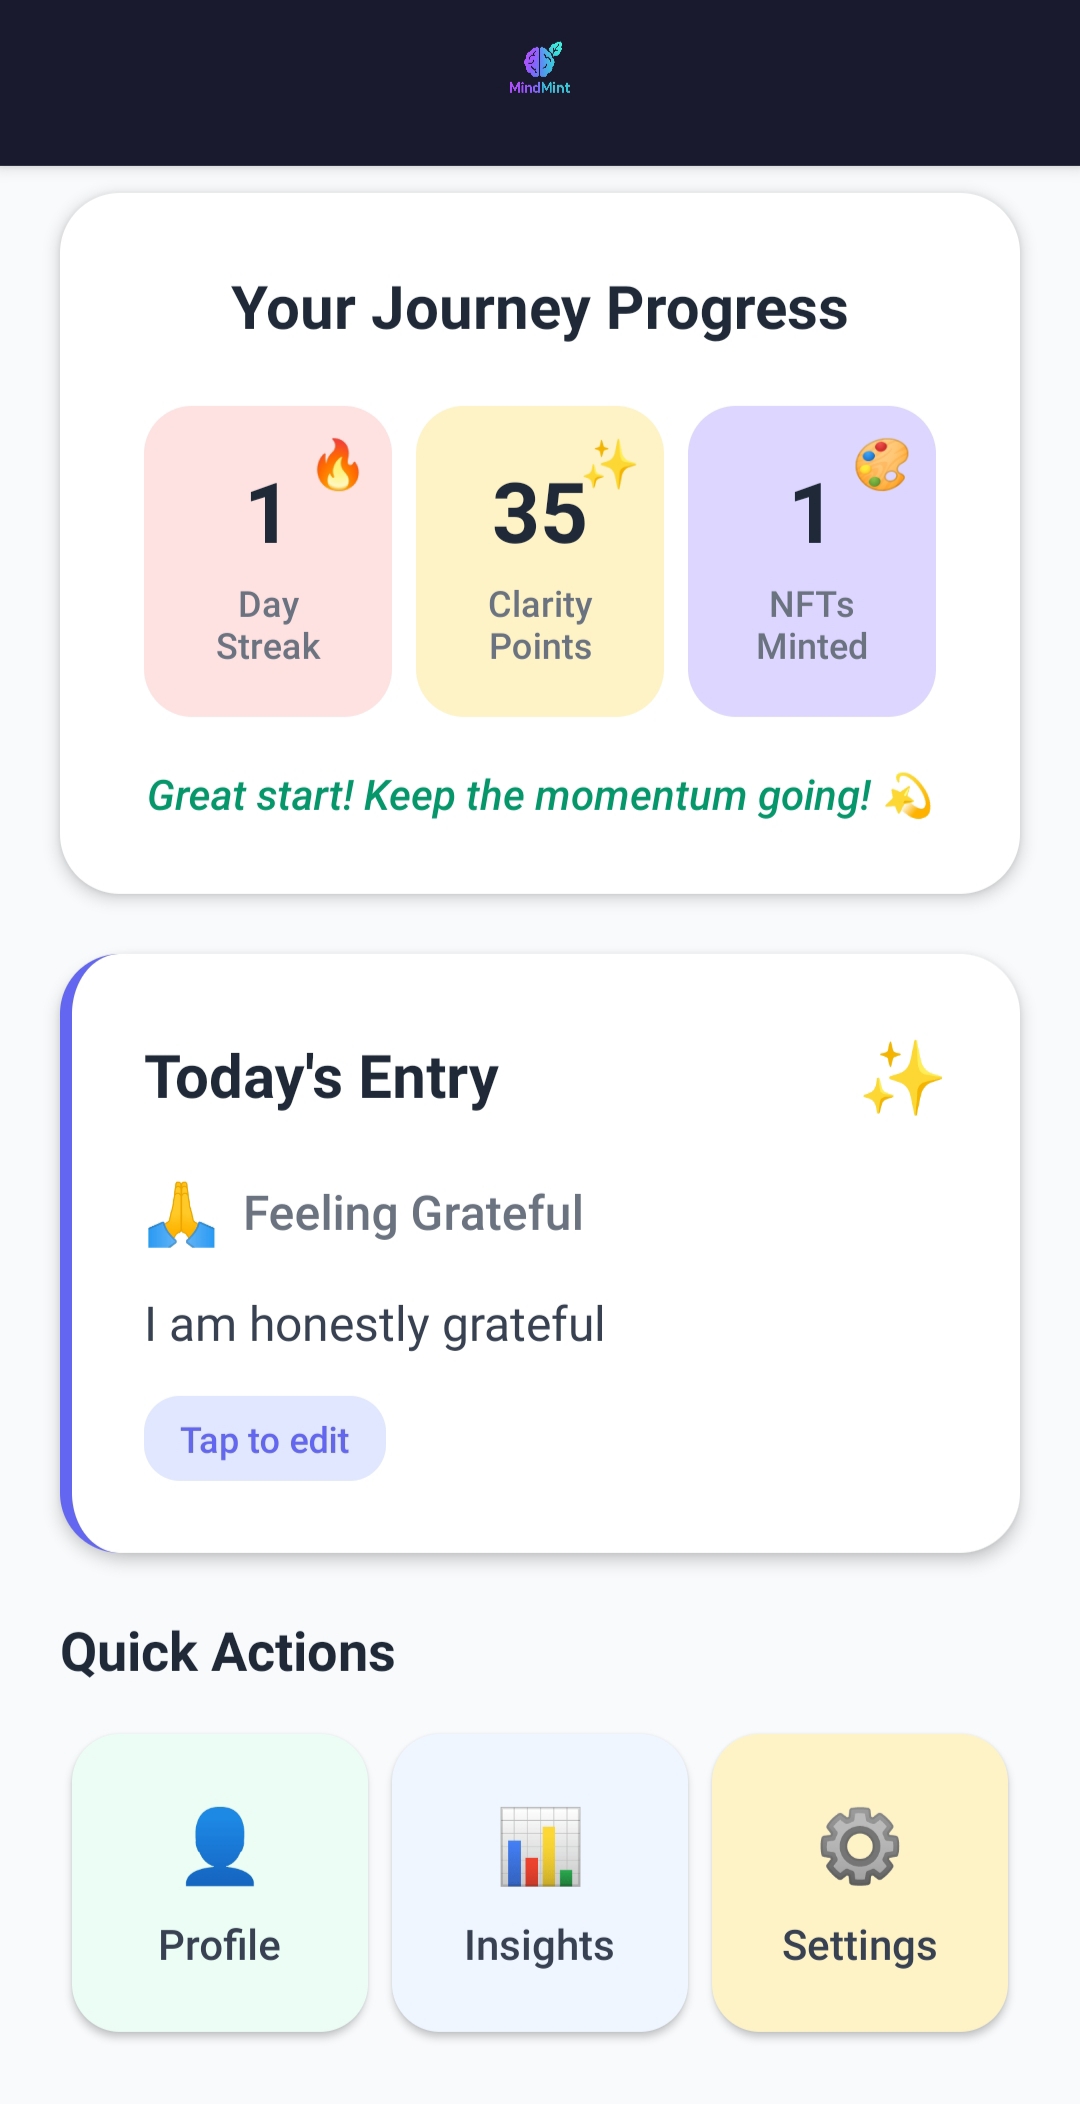 MindMint
Your Journey Progress
1
Day
Streak
35
Clarity
Points
1
NFTs
Minted
Great start! Keep the momentum going! 💫
Today's Entry
Feeling Grateful
I am honestly grateful
Tap to edit
Quick Actions
Profile
Insights
Settings